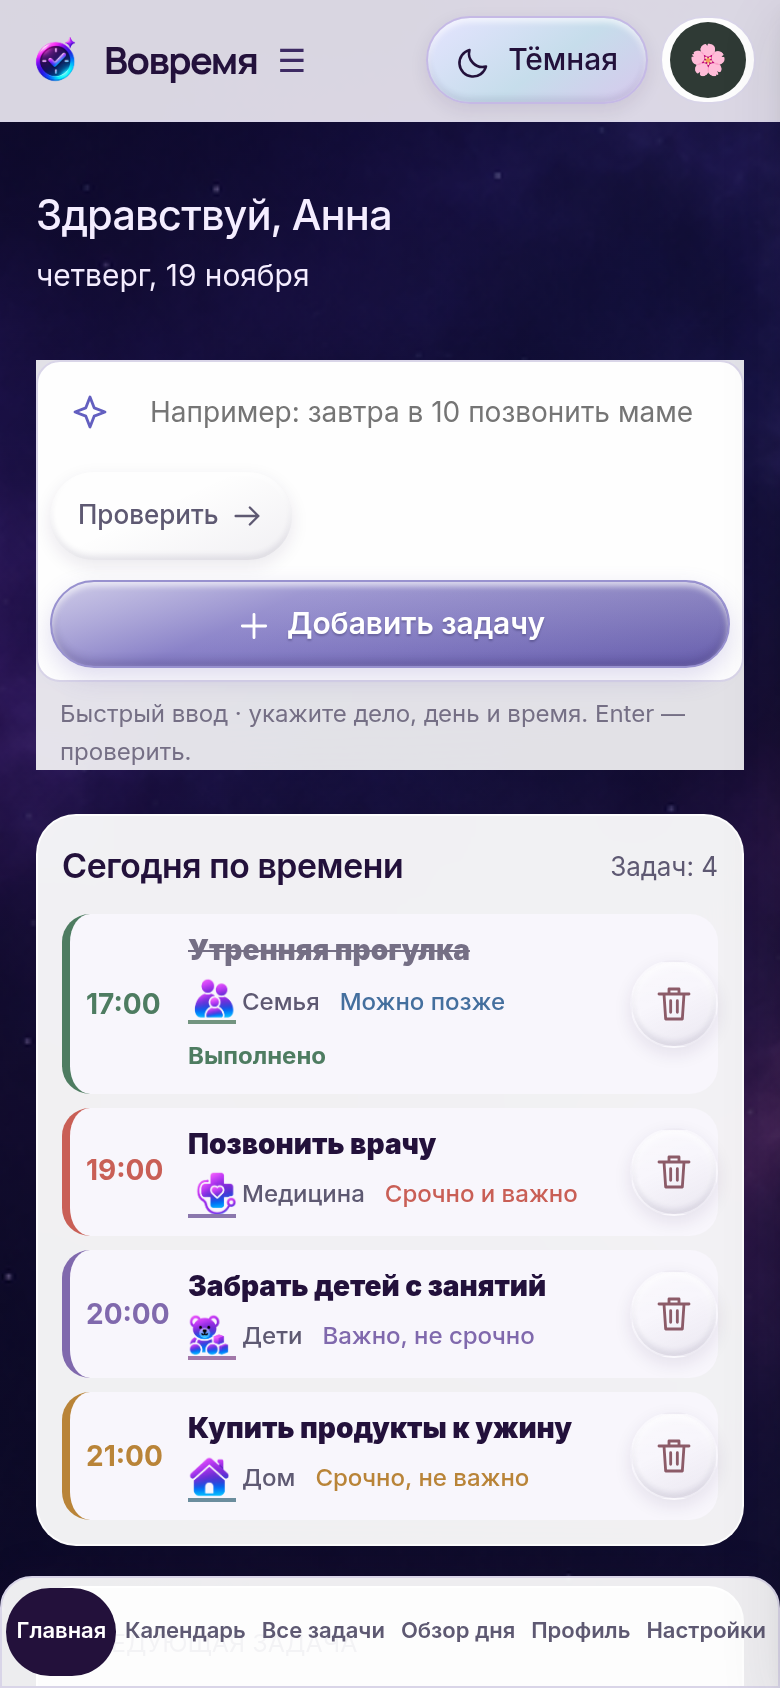 Вовремя
Тёмная
Здравствуй, Анна
четверг, 19 ноября
Например: завтра в 10 позвонить маме
Проверить →
+ Добавить задачу
Быстрый ввод · укажите дело, день и время. Enter —
проверить.
Сегодня по времени Задач: 4
Утренняя прогулка
17:00 Семья Можно позже
Выполнено
Позвонить врачу
19:00 Медицина Срочно и важно
Забрать детей с занятий
20:00 Дети Важно, не срочно
Купить продукты к ужину
21:00 Дом Срочно, не важно
Главная Календарь Все задачи Обзор дня Профиль Настройки
ЗАДАЧА